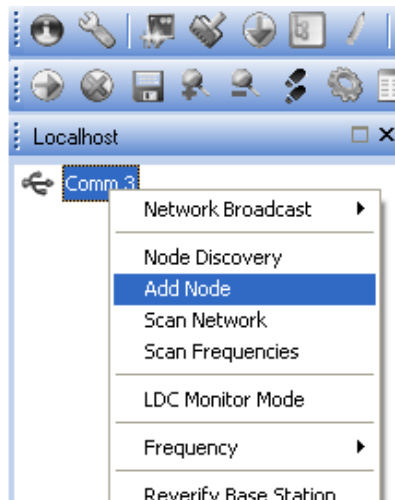 Localhost
Comm 3
Network Broadcast
Node Discovery
Add Node
Scan Network
Scan Frequencies
LDC Monitor Mode
Frequency
Reverify Base Station